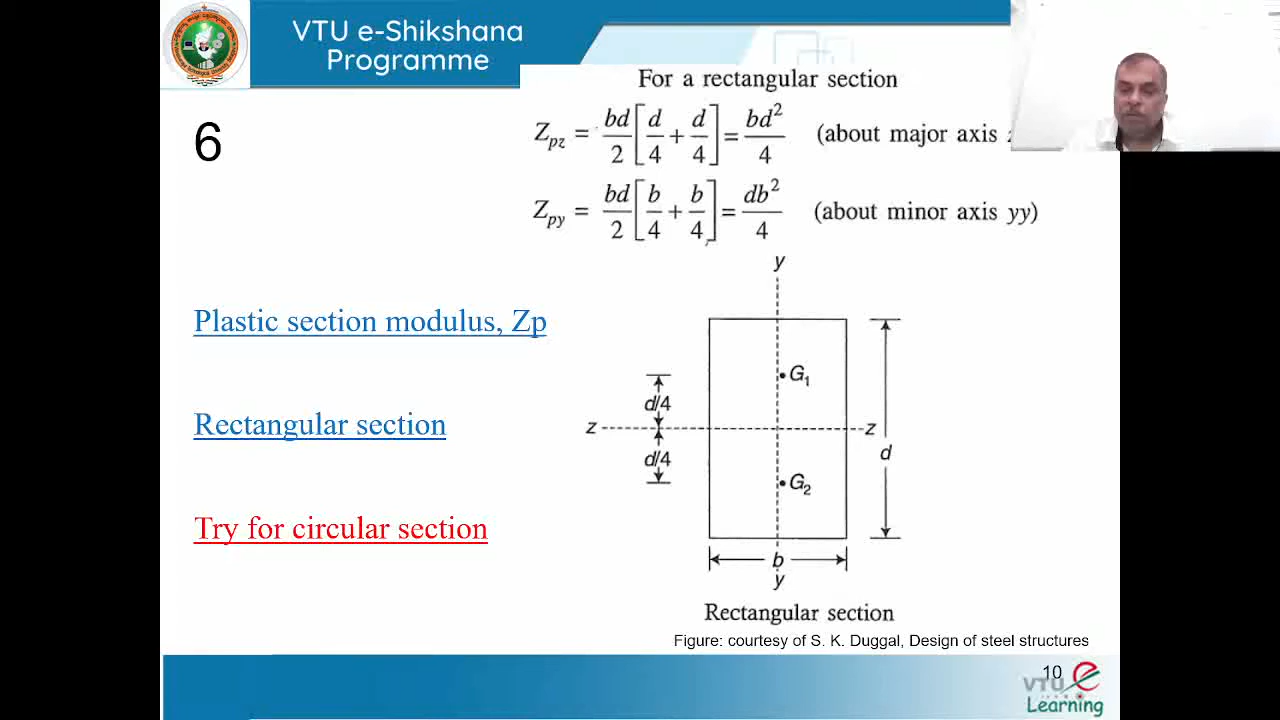 VTU e-Shikshana
Programme
6
For a rectangular section
Z_pz = bd/2 [d/4 + d/4] = bd²/4 (about major axis
Z_py = bd/2 [b/4 + b/4] = db²/4 (about minor axis yy)
Plastic section modulus, Zp
Rectangular section
Try for circular section
y
G₁
d/4
z
z
d/4
d
G₂
b
y
Rectangular section
Figure: courtesy of S. K. Duggal, Design of steel structures
10
VTU e
Learning